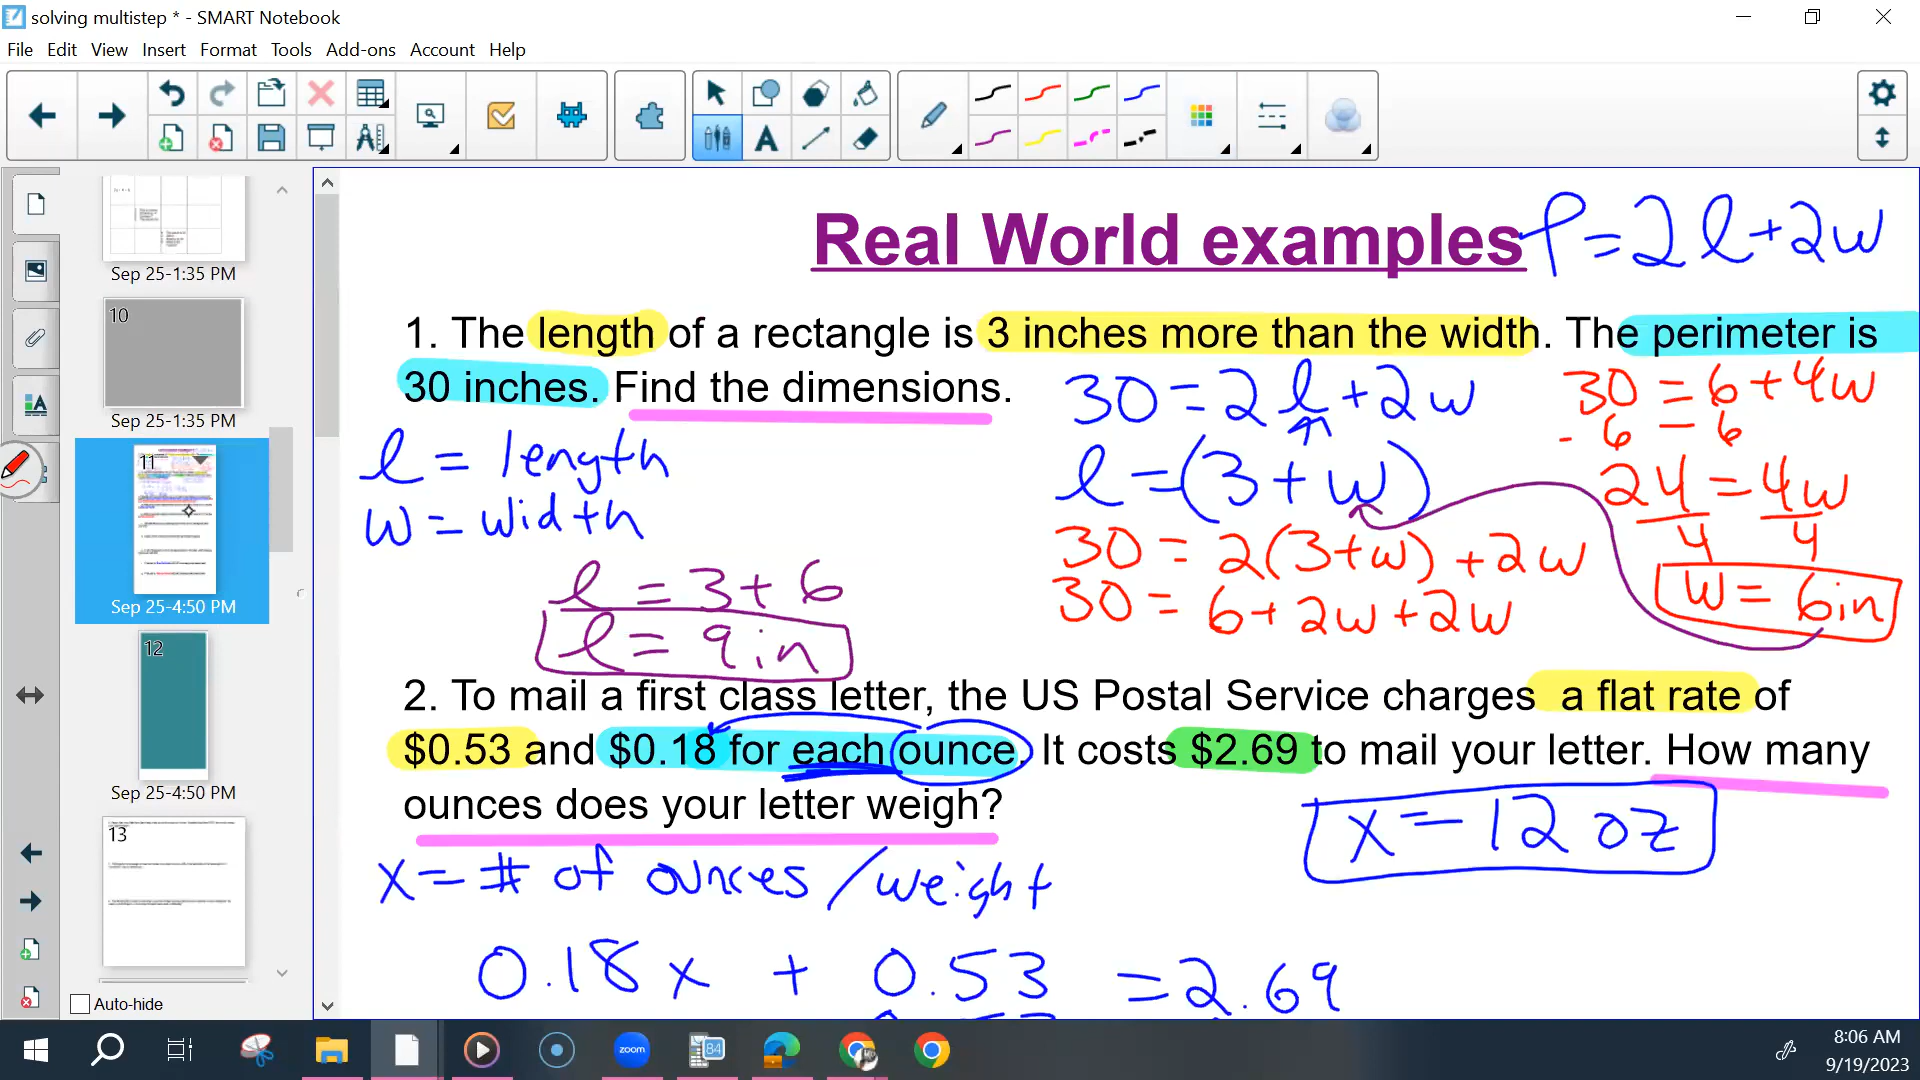 solving multistep * - SMART Notebook
File Edit View Insert Format Tools Add-ons Account Help
Sep 25-1:35 PM
10
Sep 25-1:35 PM
11
Sep 25-4:50 PM
12
Sep 25-4:50 PM
13
Auto-hide
Real World examples
P = 2l + 2w
1. The length of a rectangle is 3 inches more than the width. The perimeter is
30 inches. Find the dimensions.
l = length
w = width
l = 3 + 6
l = 9 in
30 = 2l + 2w
l = (3 + w)
30 = 2(3+w) + 2w
30 = 6 + 2w + 2w
30 = 6 + 4w
- 6 = 6
24 = 4w
4 4
w = 6in
2. To mail a first class letter, the US Postal Service charges a flat rate of
$0.53 and $0.18 for each ounce. It costs $2.69 to mail your letter. How many
ounces does your letter weigh?
x = 12 oz
x = # of ounces / weight
0.18x + 0.53 = 2.69
zoom
84
8:06 AM
9/19/2023